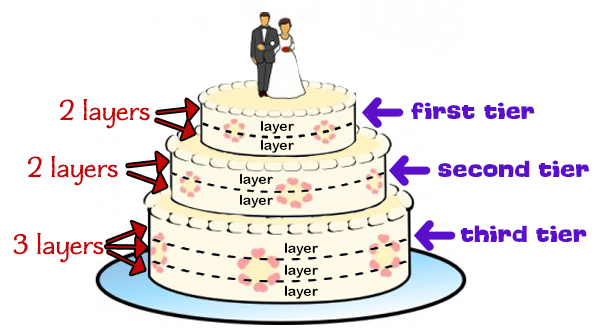 2 layers
first tier
layer
layer
2 layers
second tier
layer
layer
3 layers
third tier
layer
layer
layer